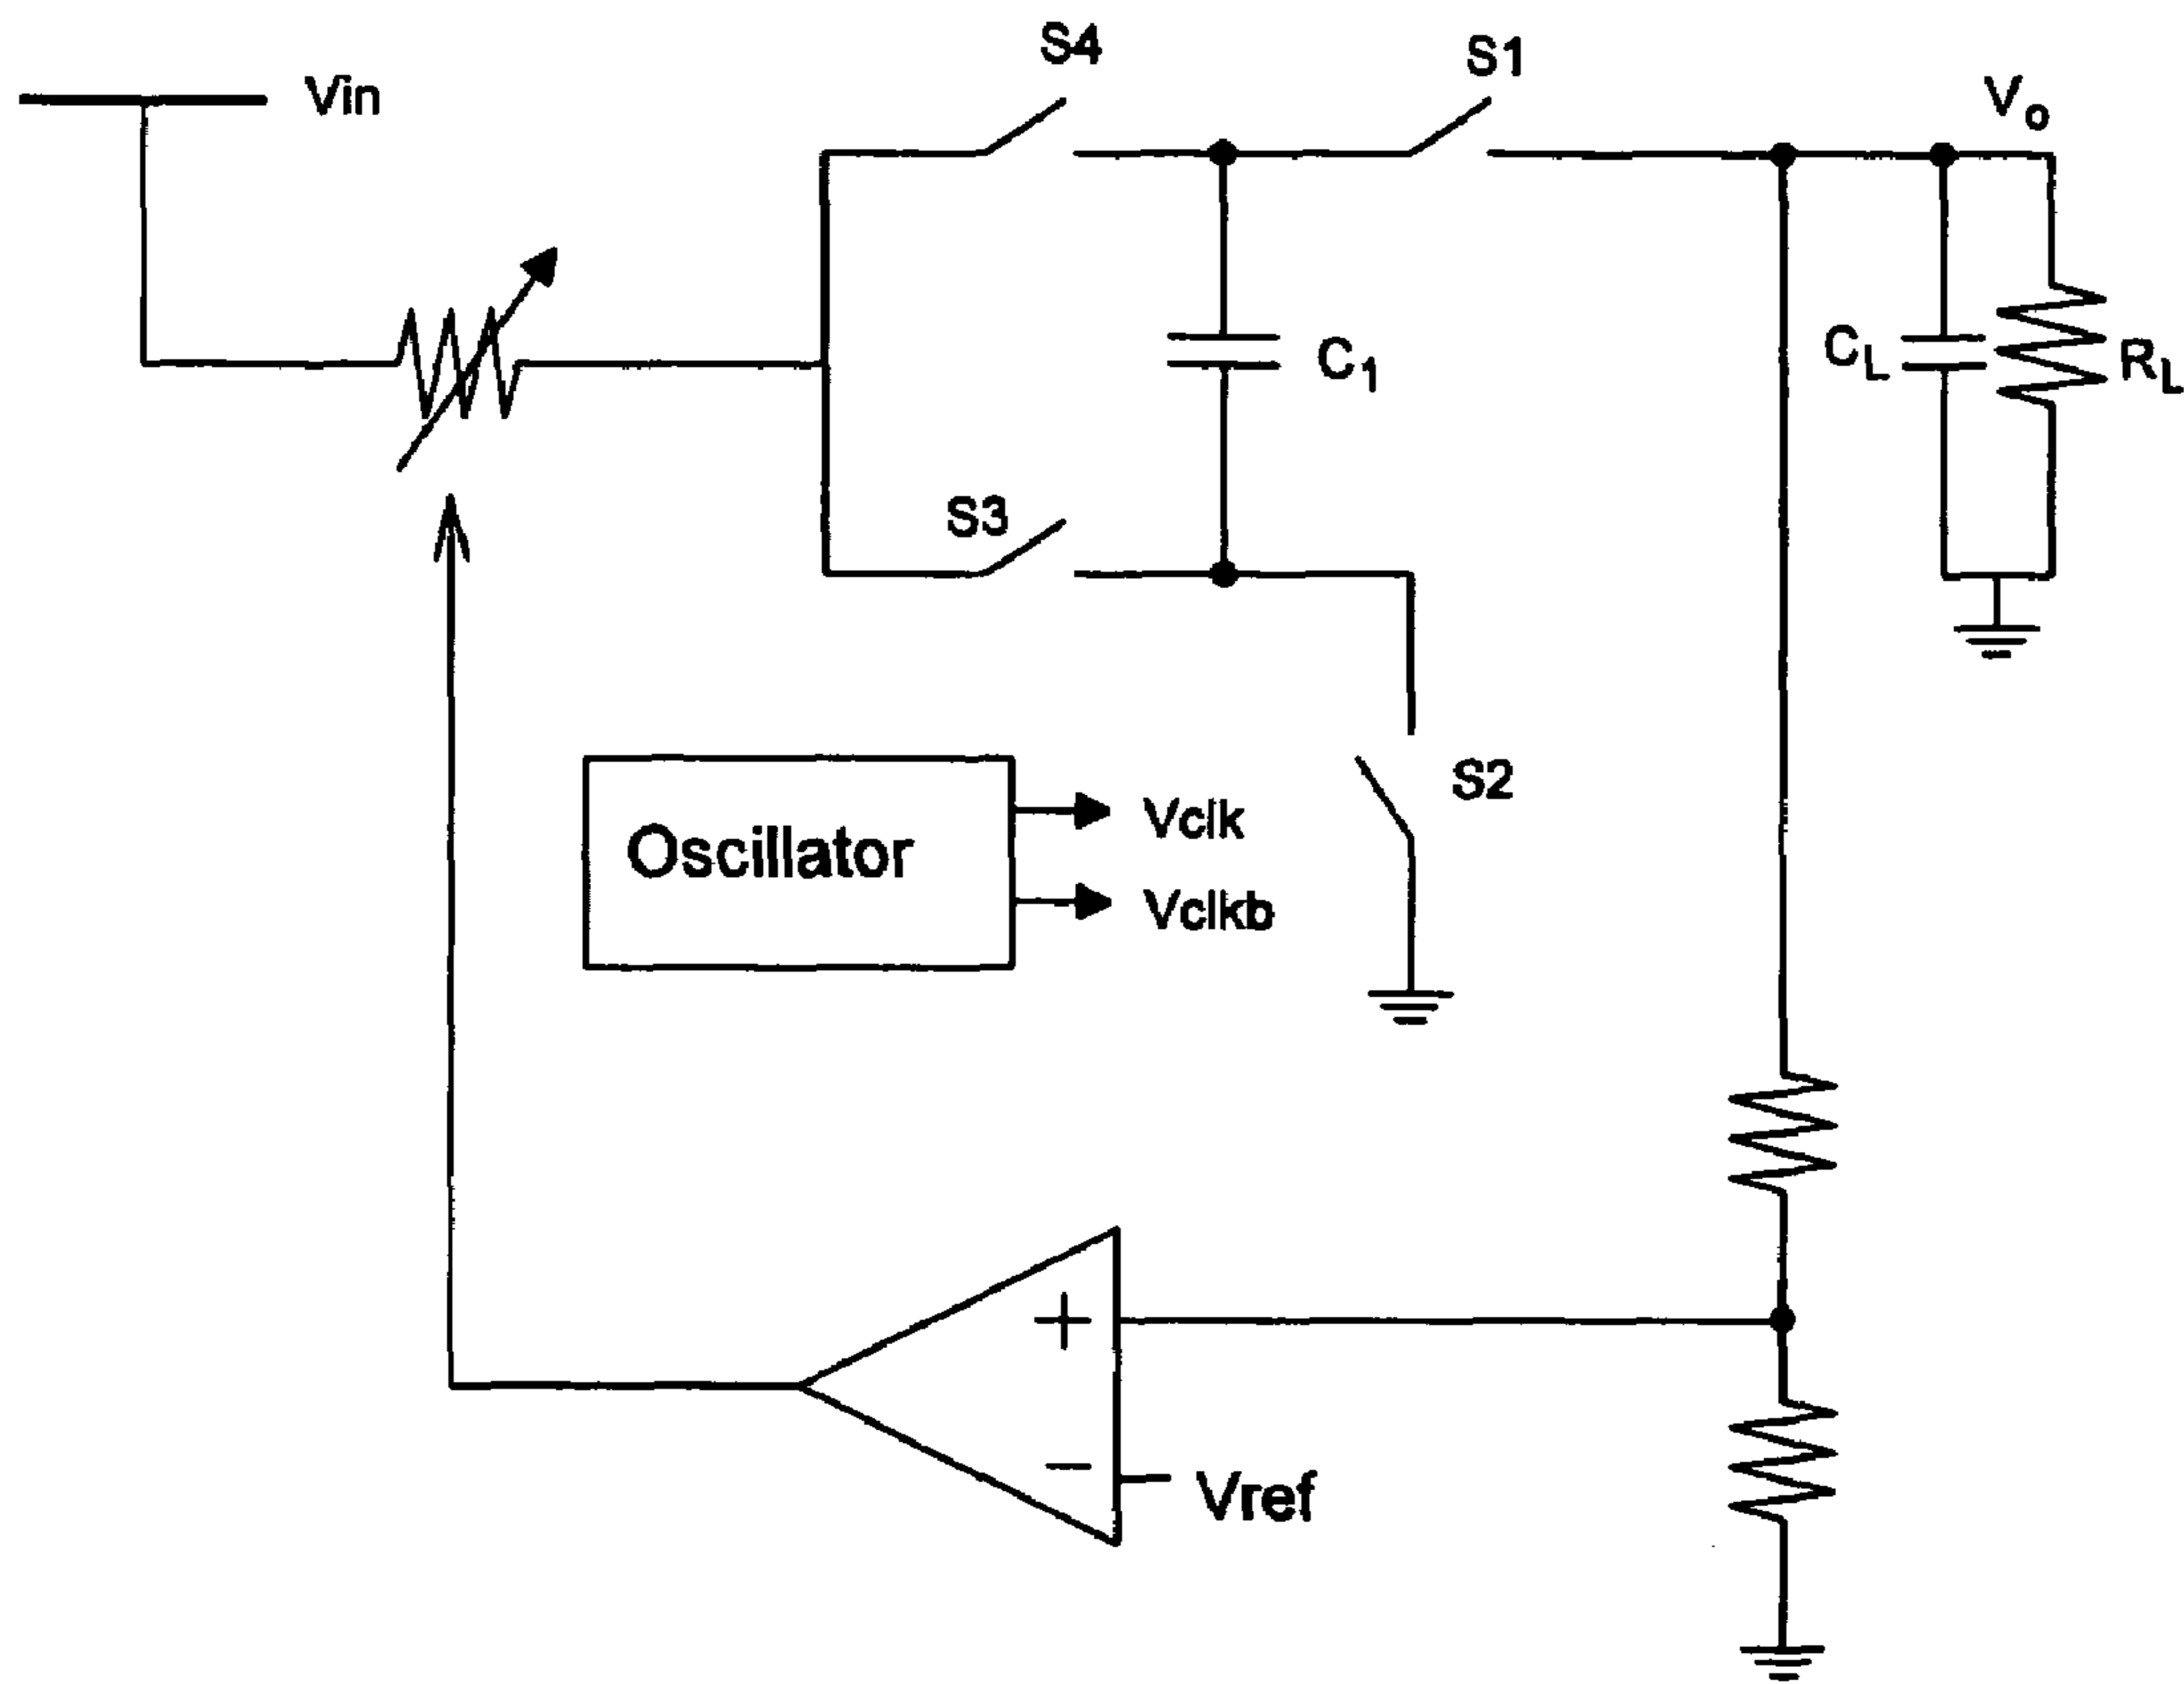 S4
S1
Vin
Vo
C1
CL
RL
S3
S2
Oscillator
Vclk
Vclkb
+
−
Vref